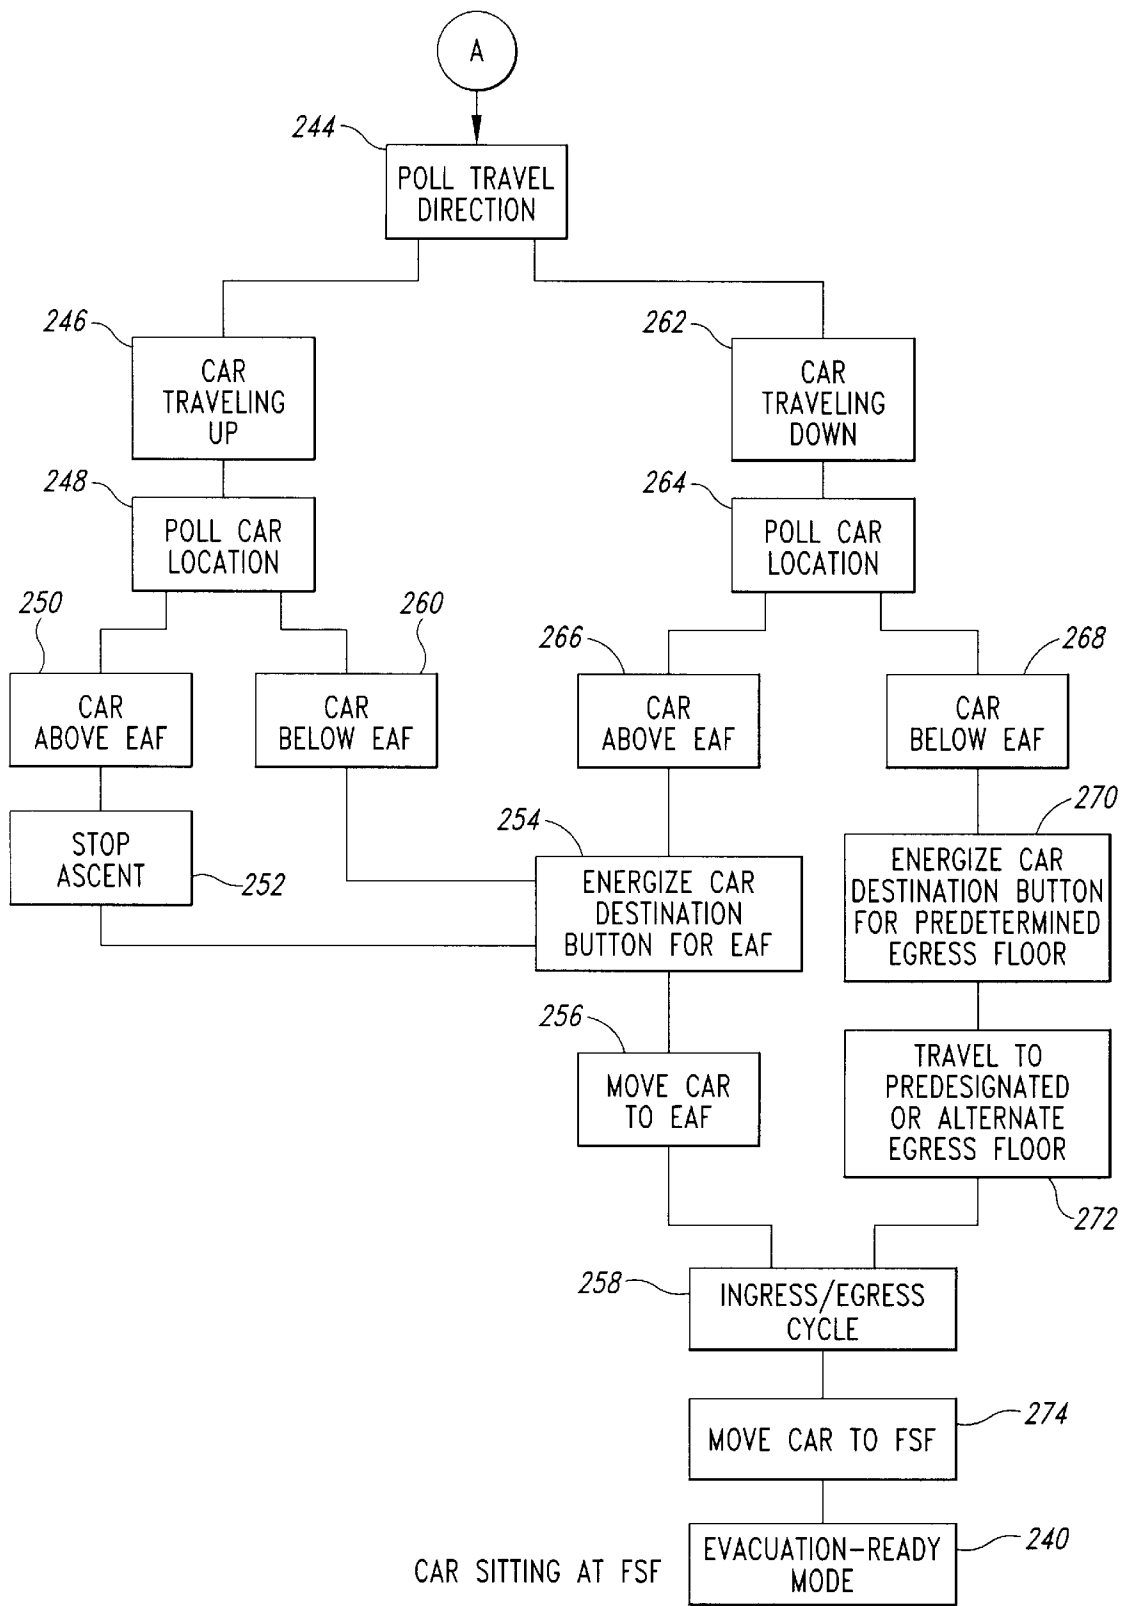 A
244
POLL TRAVEL
DIRECTION
246
CAR
TRAVELING
UP
262
CAR
TRAVELING
DOWN
248
POLL CAR
LOCATION
264
POLL CAR
LOCATION
250
CAR
ABOVE EAF
260
CAR
BELOW EAF
266
CAR
ABOVE EAF
268
CAR
BELOW EAF
STOP
ASCENT
252
254
ENERGIZE CAR
DESTINATION
BUTTON FOR EAF
270
ENERGIZE CAR
DESTINATION BUTTON
FOR PREDETERMINED
EGRESS FLOOR
256
MOVE CAR
TO EAF
TRAVEL TO
PREDESIGNATED
OR ALTERNATE
EGRESS FLOOR
272
258
INGRESS/EGRESS
CYCLE
MOVE CAR TO FSF
274
CAR SITTING AT FSF
EVACUATION-READY
MODE
240